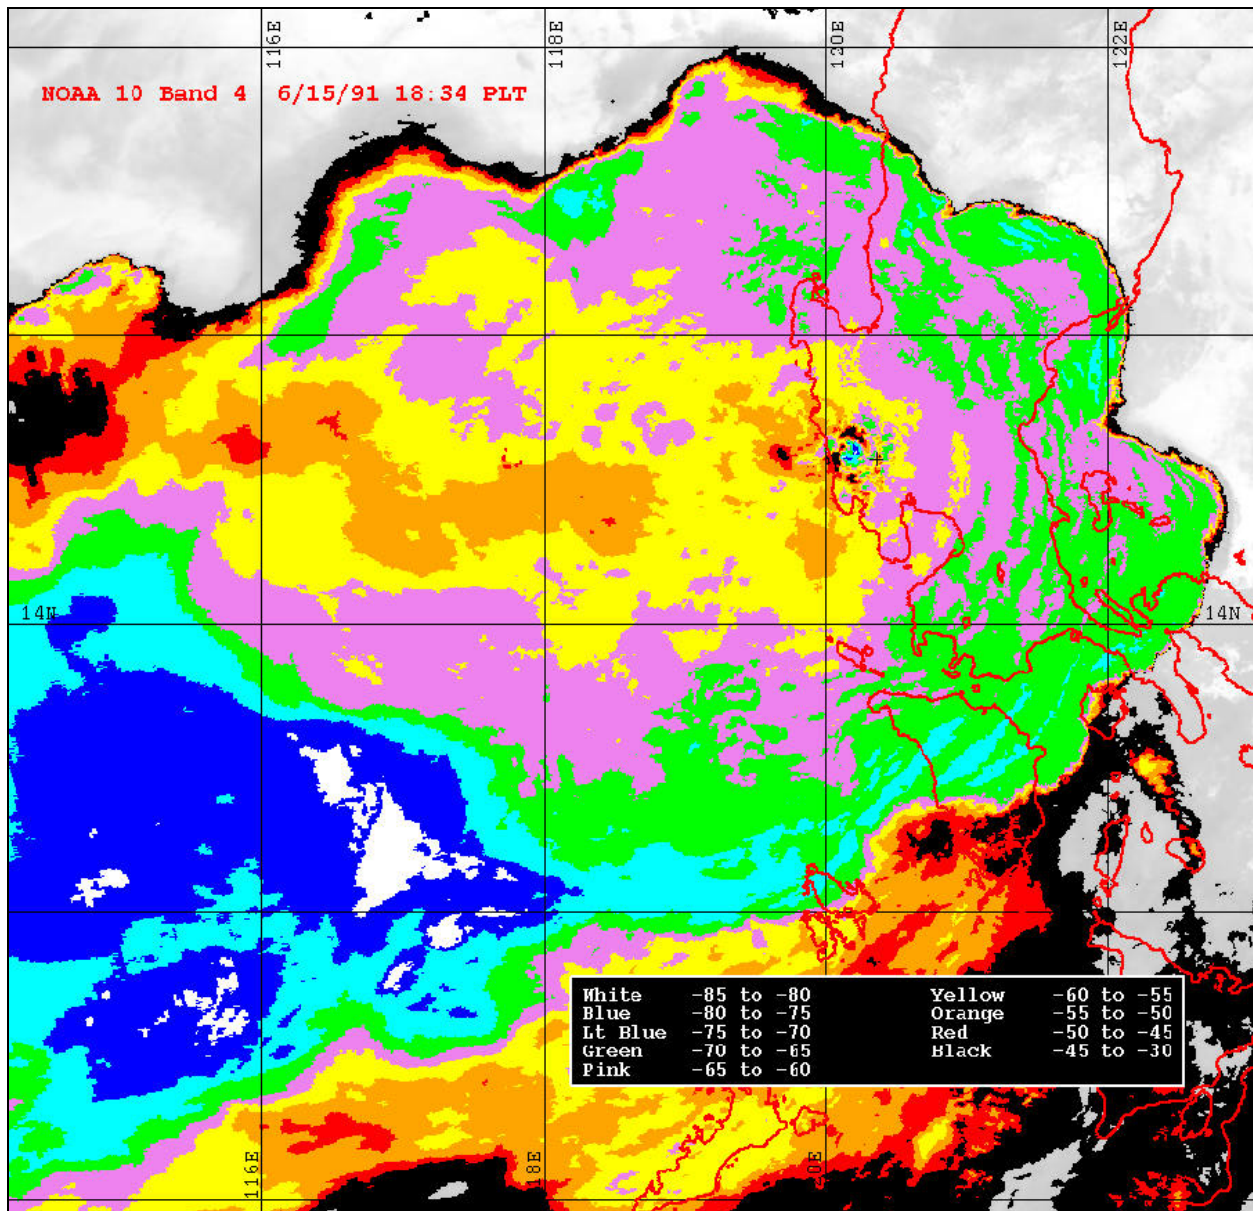 116E 118E 120E 122E
NOAA 10 Band 4 6/15/91 18:34 PLT
14N 14N
White -85 to -80 Yellow -60 to -55
Blue -80 to -75 Orange -55 to -50
Lt Blue -75 to -70 Red -50 to -45
Green -70 to -65 Black -45 to -30
Pink -65 to -60
116E 118E 20E